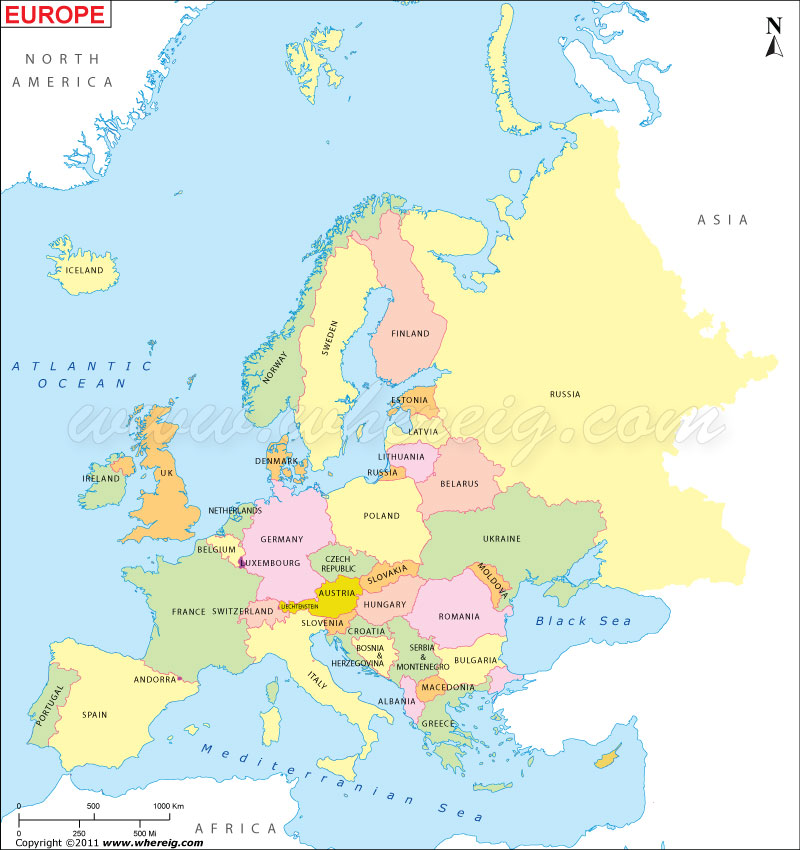 EUROPE
N
NORTH
AMERICA
ASIA
ICELAND
ATLANTIC
OCEAN
NORWAY
SWEDEN
FINLAND
RUSSIA
ESTONIA
www.whereig.com
LATVIA
LITHUANIA
RUSSIA
DENMARK
UK
IRELAND
BELARUS
NETHERLANDS
POLAND
GERMANY
UKRAINE
BELGIUM
LUXEMBOURG
CZECH
REPUBLIC
SLOVAKIA
MOLDOVA
AUSTRIA
LIECHTENSTEIN
HUNGARY
FRANCE
SWITZERLAND
ROMANIA
SLOVENIA
CROATIA
Black Sea
BOSNIA
&
HERZEGOVINA
SERBIA
&
MONTENEGRO
BULGARIA
ITALY
ANDORRA
MACEDONIA
ALBANIA
PORTUGAL
SPAIN
GREECE
Mediterranean Sea
0 500 1000 Km
0 250 500 Mi
AFRICA
Copyright ©2011 www.whereig.com